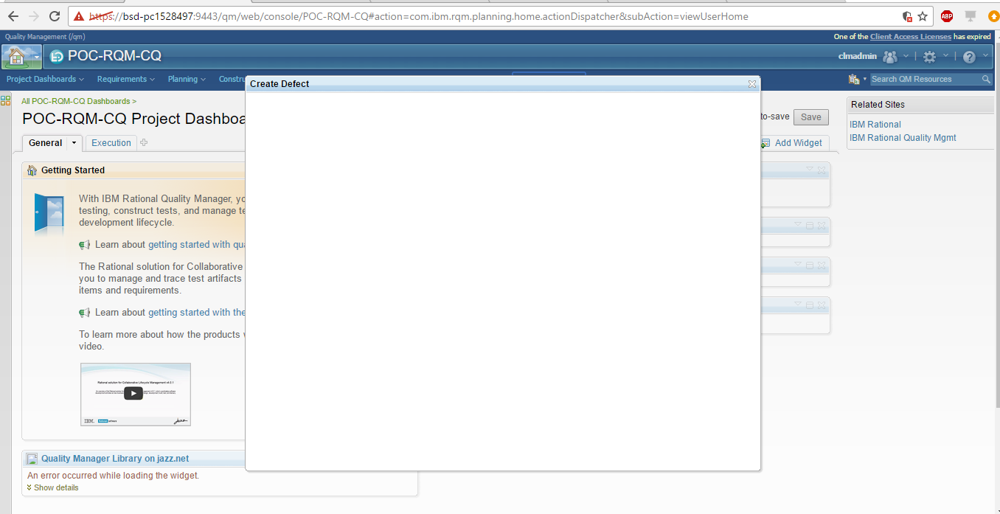 https://bsd-pc1528497:9443/qm/web/console/POC-RQM-CQ#action=com.ibm.rqm.planning.home.actionDispatcher&subAction=viewUserHome
ABP
Quality Management (/qm)
One of the Client Access Licenses has expired
POC-RQM-CQ
clmadmin
Project Dashboards
Requirements
Planning
Constru
Search QM Resources
Create Defect
All POC-RQM-CQ Dashboards >
POC-RQM-CQ Project Dashboa
to-save
Save
Related Sites
IBM Rational
IBM Rational Quality Mgmt
General
Execution
Add Widget
Getting Started
With IBM Rational Quality Manager, yo
testing, construct tests, and manage te
development lifecycle.
Learn about getting started with qua
The Rational solution for Collaborative
you to manage and trace test artifacts
items and requirements.
Learn about getting started with the
To learn more about how the products w
video.
Rational solution for Collaborative Lifecycle Management v4.0.1
IBM.
Quality Manager Library on jazz.net
An error occurred while loading the widget.
Show details